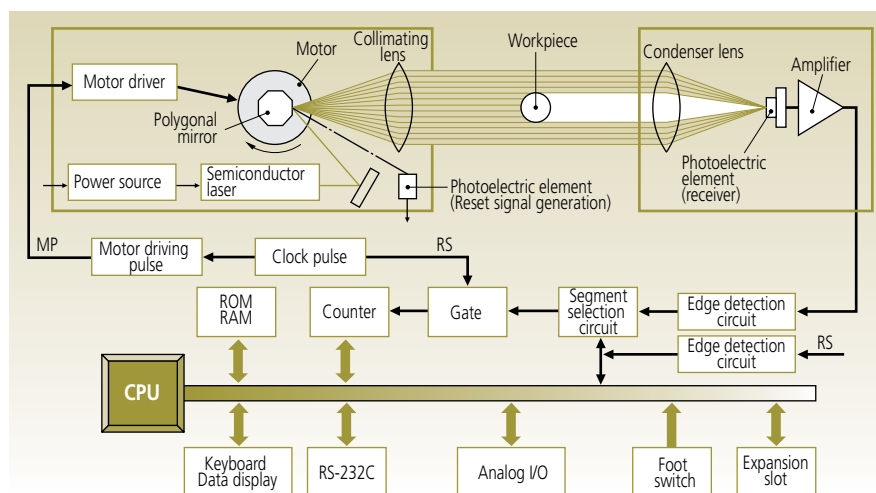 Motor
Collimating
lens
Workpiece
Condenser lens
Amplifier
Motor driver
Polygonal
mirror
Power source
Semiconductor
laser
Photoelectric element
(Reset signal generation)
Photoelectric
element
(receiver)
MP
Motor driving
pulse
Clock pulse
RS
ROM
RAM
Counter
Gate
Segment
selection
circuit
Edge detection
circuit
Edge detection
circuit
RS
CPU
Keyboard
Data display
RS-232C
Analog I/O
Foot
switch
Expansion
slot